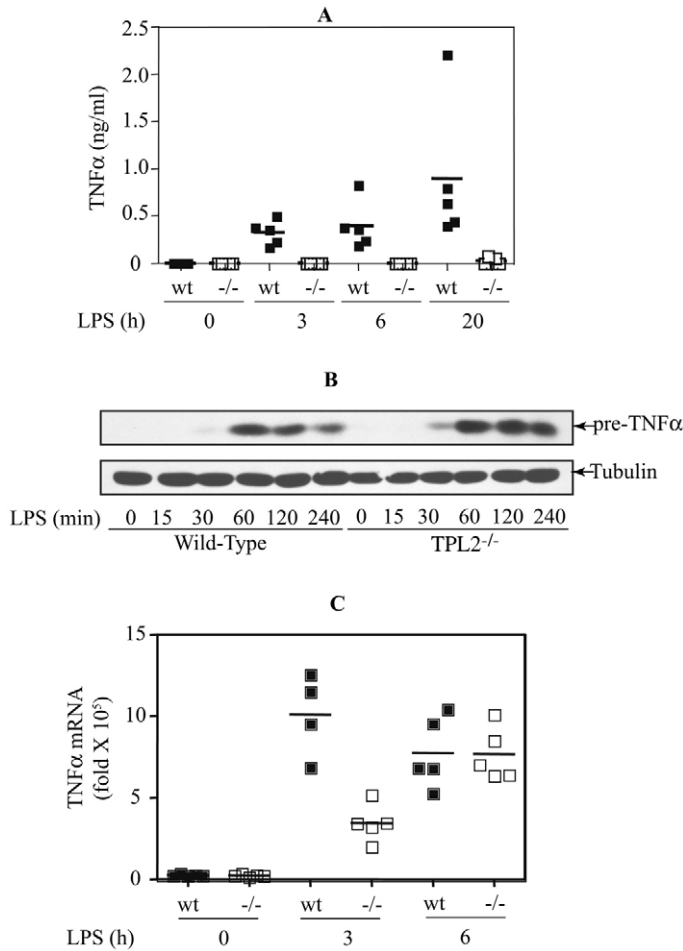 A
TNFα (ng/ml)
2.5
2.0
1.5
1.0
0.5
0
wt -/- wt -/- wt -/- wt -/-
LPS (h) 0 3 6 20
B
pre-TNFα
Tubulin
LPS (min) 0 15 30 60 120 240 0 15 30 60 120 240
Wild-Type TPL2-/-
C
TNFα mRNA
(fold X 10⁵)
15
10
5
0
wt -/- wt -/- wt -/-
LPS (h) 0 3 6